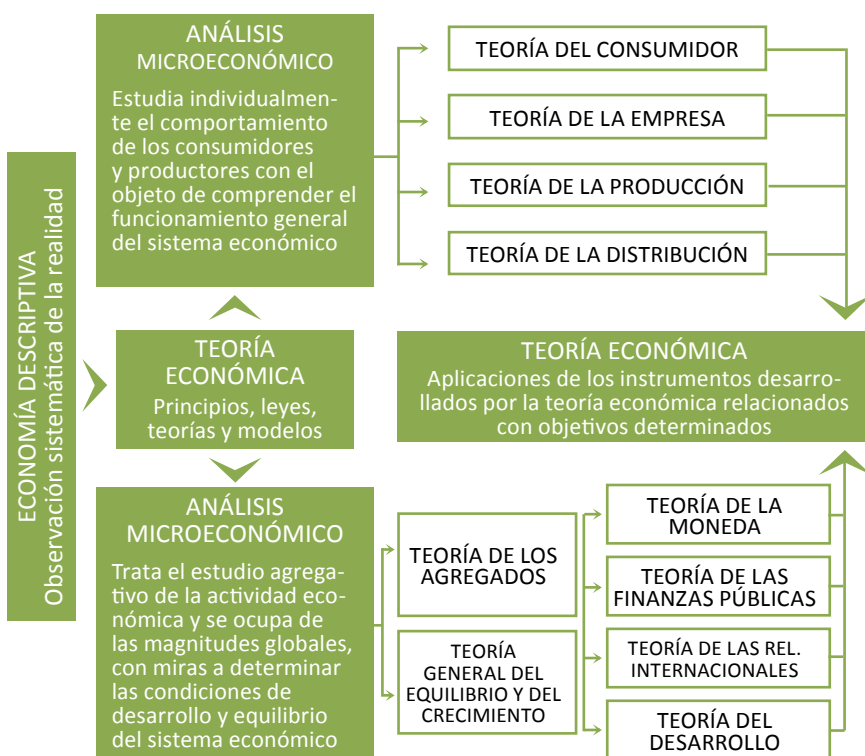 ECONOMÍA DESCRIPTIVA
Observación sistemática de la realidad
ANÁLISIS
MICROECONÓMICO
Estudia individualmen-
te el comportamiento
de los consumidores
y productores con el
objeto de comprender el
funcionamiento general
del sistema económico
TEORÍA DEL CONSUMIDOR
TEORÍA DE LA EMPRESA
TEORÍA DE LA PRODUCCIÓN
TEORÍA DE LA DISTRIBUCIÓN
TEORÍA
ECONÓMICA
Principios, leyes,
teorías y modelos
TEORÍA ECONÓMICA
Aplicaciones de los instrumentos desarro-
llados por la teoría económica relacionados
con objetivos determinados
ANÁLISIS
MICROECONÓMICO
Trata el estudio agrega-
tivo de la actividad eco-
nómica y se ocupa de
las magnitudes globales,
con miras a determinar
las condiciones de
desarrollo y equilibrio
del sistema económico
TEORÍA DE LOS
AGREGADOS
TEORÍA
GENERAL DEL
EQUILIBRIO Y DEL
CRECIMIENTO
TEORÍA DE LA
MONEDA
TEORÍA DE LAS
FINANZAS PÚBLICAS
TEORÍA DE LAS REL.
INTERNACIONALES
TEORÍA DEL
DESARROLLO